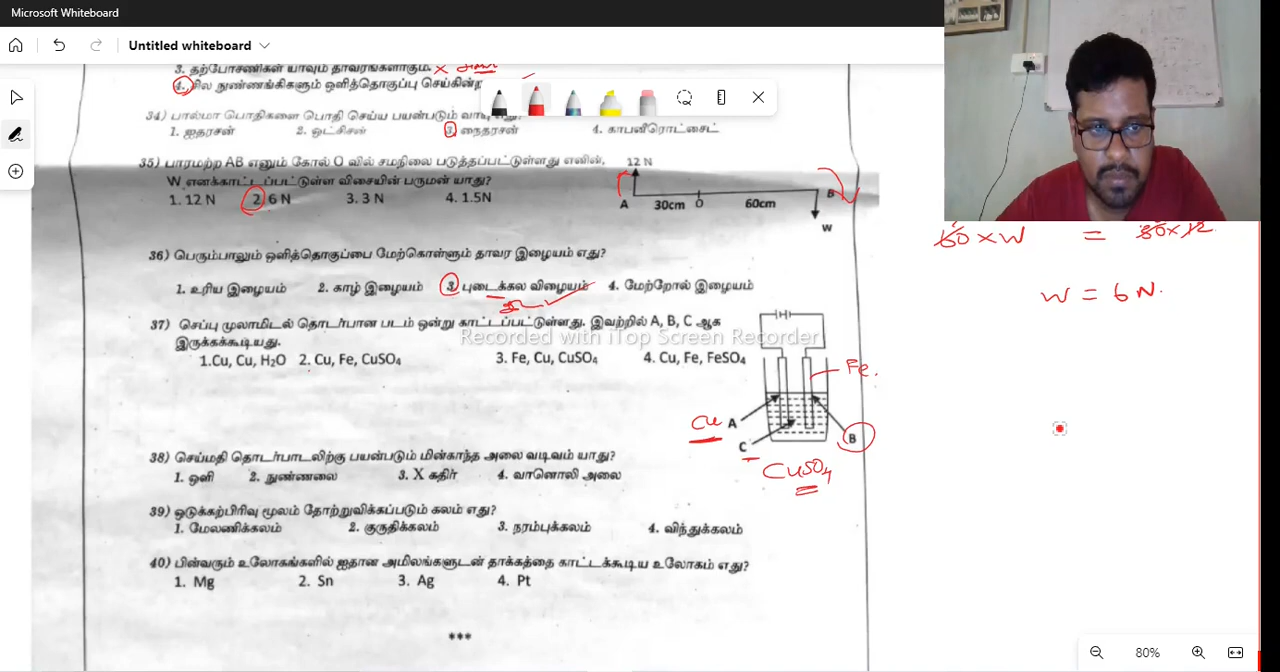 Microsoft Whiteboard
Untitled whiteboard
3. தற்போசணிகள் யாவும் தாவரங்களாகும். X
4. சில நுண்ணங்கிகளும் ஒளித்தொகுப்பு
34) பால்மா பொதிகளை பொதி செய்ய பயன்படும் வாயு எது?
1. ஐதரசன் 2. ஒட்சிசன் 3. நைதரசன் 4. காபனீரொட்சைட்
35) பாரமற்ற AB எனும் கோல் O வில் சமநிலை படுத்தப்பட்டுள்ளது எனின்,
W எனக்காட்டப்பட்டுள்ள விசையின் பருமன் யாது?
1. 12 N 2. 6 N 3. 3 N 4. 1.5N
12 N
A 30cm O 60cm B
W
60 × W = 30 × 12
W = 6 N.
36) பெரும்பாலும் ஒளித்தொகுப்பை மேற்கொள்ளும் தாவர இழையம் எது?
1. உரிய இழையம் 2. காழ் இழையம் 3. புடைக்கல விழையம் 4. மேற்றோல் இழையம்
37) செப்பு முலாமிடல் தொடர்பான படம் ஒன்று காட்டப்பட்டுள்ளது. இவற்றில் A, B, C ஆக
இருக்கக்கூடியது.
Recorded with iTop Screen Recorder
1.Cu, Cu, H₂O 2. Cu, Fe, CuSO₄ 3. Fe, Cu, CuSO₄ 4. Cu, Fe, FeSO₄
Fe.
Cu A
C
B
CuSO₄
38) செய்மதி தொடர்பாடலிற்கு பயன்படும் மின்காந்த அலை வடிவம் யாது?
1. ஒளி 2. நுண்ணலை 3. X கதிர் 4. வானொலி அலை
39) ஒடுக்கற்பிரிவு மூலம் தோற்றுவிக்கப்படும் கலம் எது?
1. மேலணிக்கலம் 2. குருதிக்கலம் 3. நரம்புக்கலம் 4. விந்துக்கலம்
40) பின்வரும் உலோகங்களில் ஐதான அமிலங்களுடன் தாக்கத்தை காட்டக்கூடிய உலோகம் எது?
1. Mg 2. Sn 3. Ag 4. Pt
***
80%